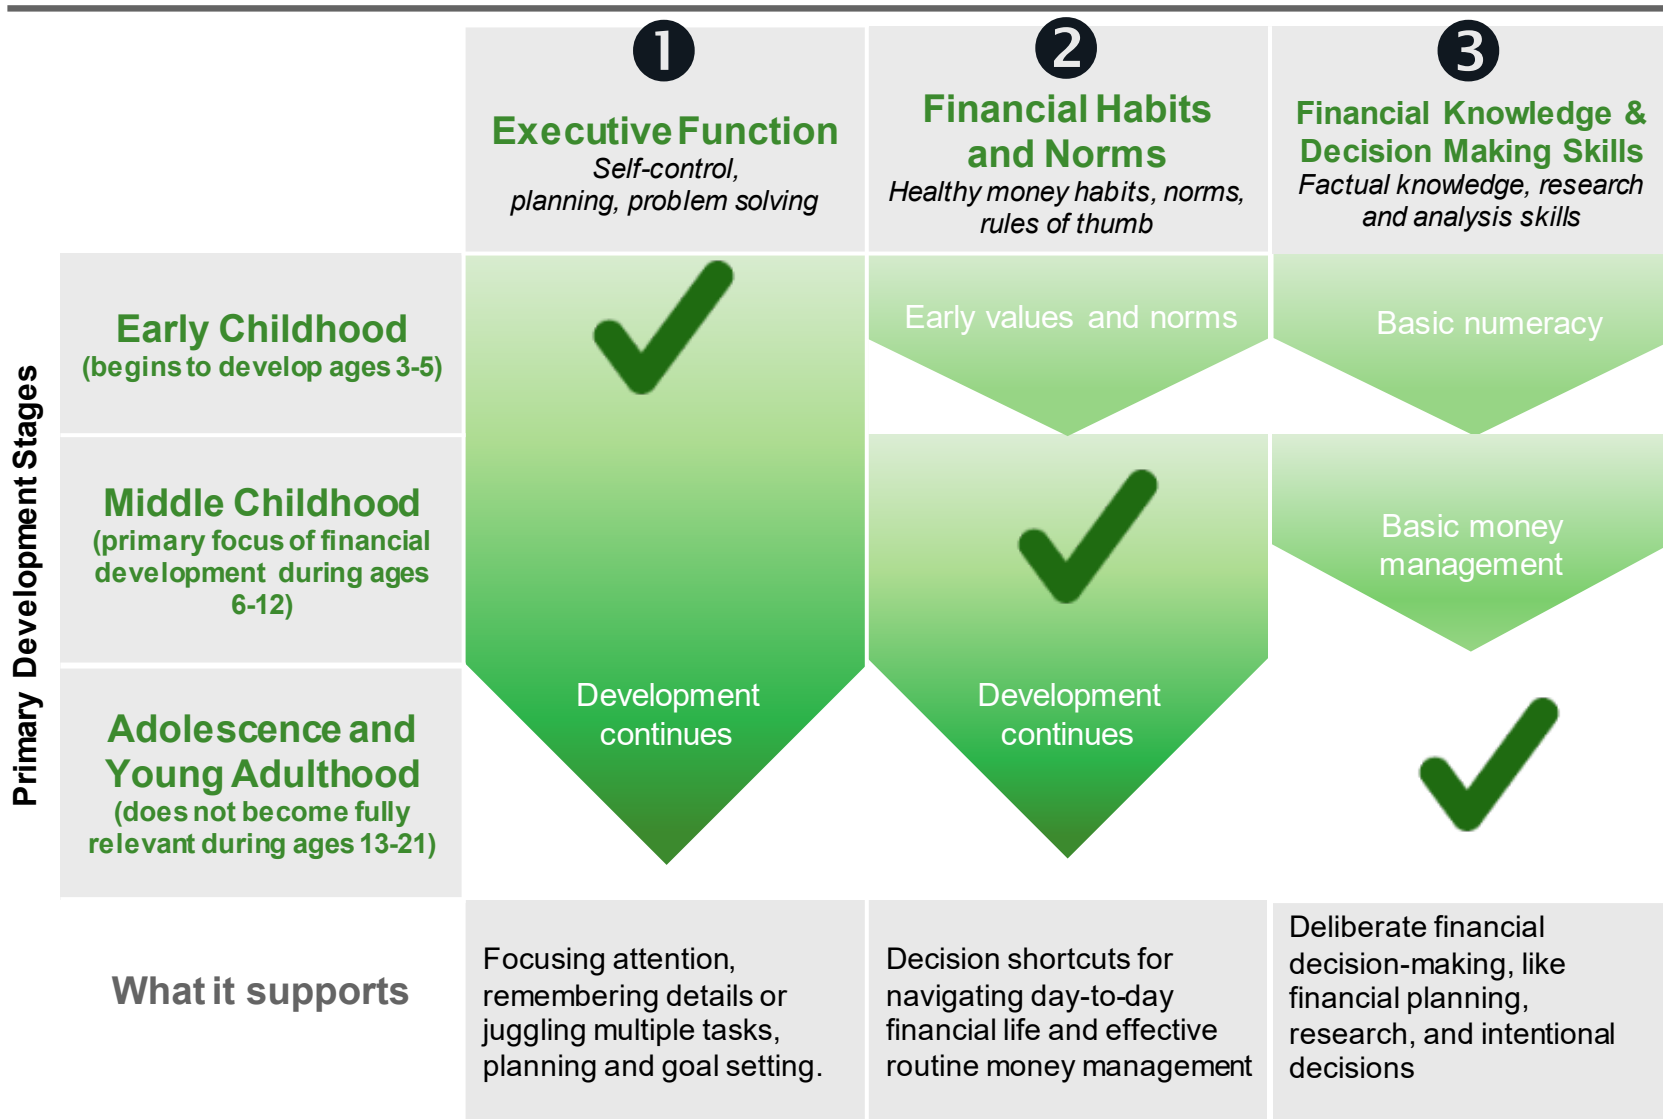 1
Executive Function
Self-control,
planning, problem solving
2
Financial Habits
and Norms
Healthy money habits, norms,
rules of thumb
3
Financial Knowledge &
Decision Making Skills
Factual knowledge, research
and analysis skills
Primary Development Stages
Early Childhood
(begins to develop ages 3-5)
Early values and norms
Basic numeracy
Middle Childhood
(primary focus of financial
development during ages
6-12)
Basic money
management
Adolescence and
Young Adulthood
(does not become fully
relevant during ages 13-21)
Development
continues
Development
continues
What it supports
Focusing attention,
remembering details or
juggling multiple tasks,
planning and goal setting.
Decision shortcuts for
navigating day-to-day
financial life and effective
routine money management
Deliberate financial
decision-making, like
financial planning,
research, and intentional
decisions